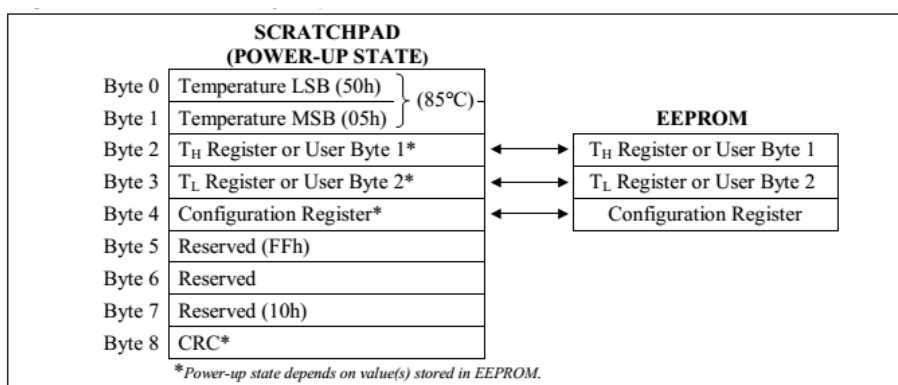 SCRATCHPAD
(POWER-UP STATE)
Byte 0 Temperature LSB (50h)
(85°C)
Byte 1 Temperature MSB (05h)
EEPROM
Byte 2 TH Register or User Byte 1* TH Register or User Byte 1
Byte 3 TL Register or User Byte 2* TL Register or User Byte 2
Byte 4 Configuration Register* Configuration Register
Byte 5 Reserved (FFh)
Byte 6 Reserved
Byte 7 Reserved (10h)
Byte 8 CRC*
*Power-up state depends on value(s) stored in EEPROM.